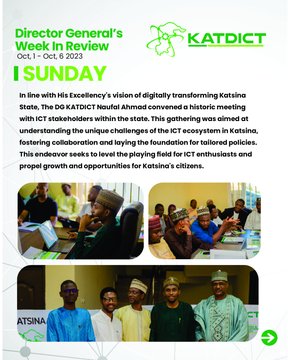 Director General's
Week In Review
Oct, 1 - Oct, 6 2023
KATDICT
SUNDAY
In line with His Excellency's vision of digitally transforming Katsina
State, The DG KATDICT Naufal Ahmad convened a historic meeting
with ICT stakeholders within the state. This gathering was aimed at
understanding the unique challenges of the ICT ecosystem in Katsina,
fostering collaboration and laying the foundation for tailored policies.
This endeavor seeks to level the playing field for ICT enthusiasts and
propel growth and opportunities for Katsina's citizens.